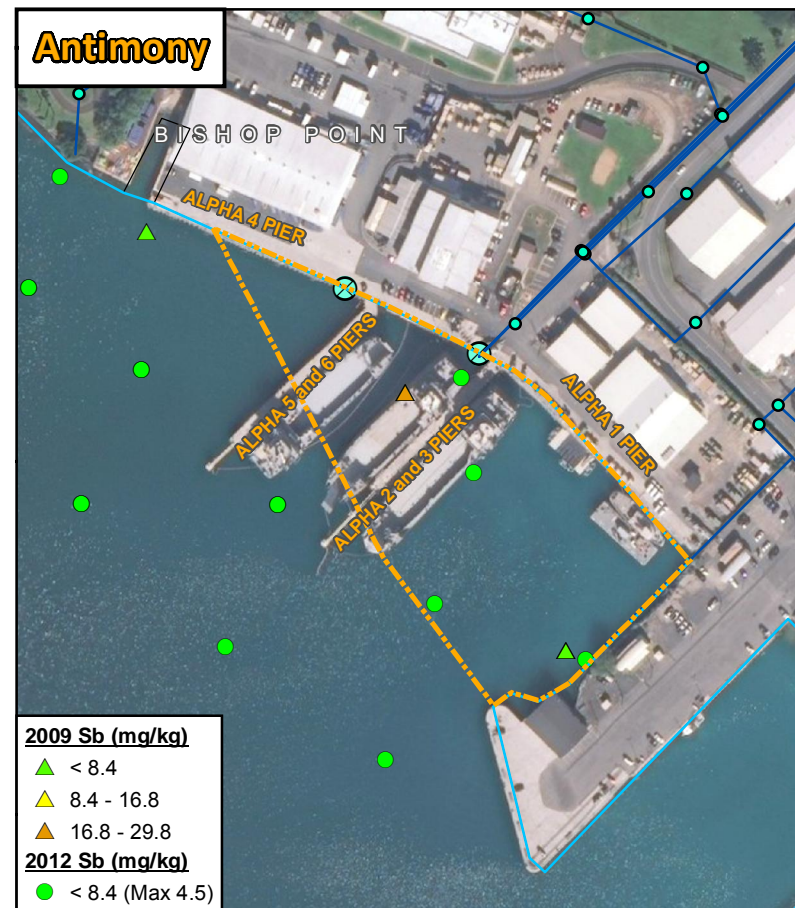 Antimony
BISHOP POINT
ALPHA 4 PIER
ALPHA 5 and 6 PIERS
ALPHA 2 and 3 PIERS
ALPHA 1 PIER
2009 Sb (mg/kg)
< 8.4
8.4 - 16.8
16.8 - 29.8
2012 Sb (mg/kg)
< 8.4 (Max 4.5)